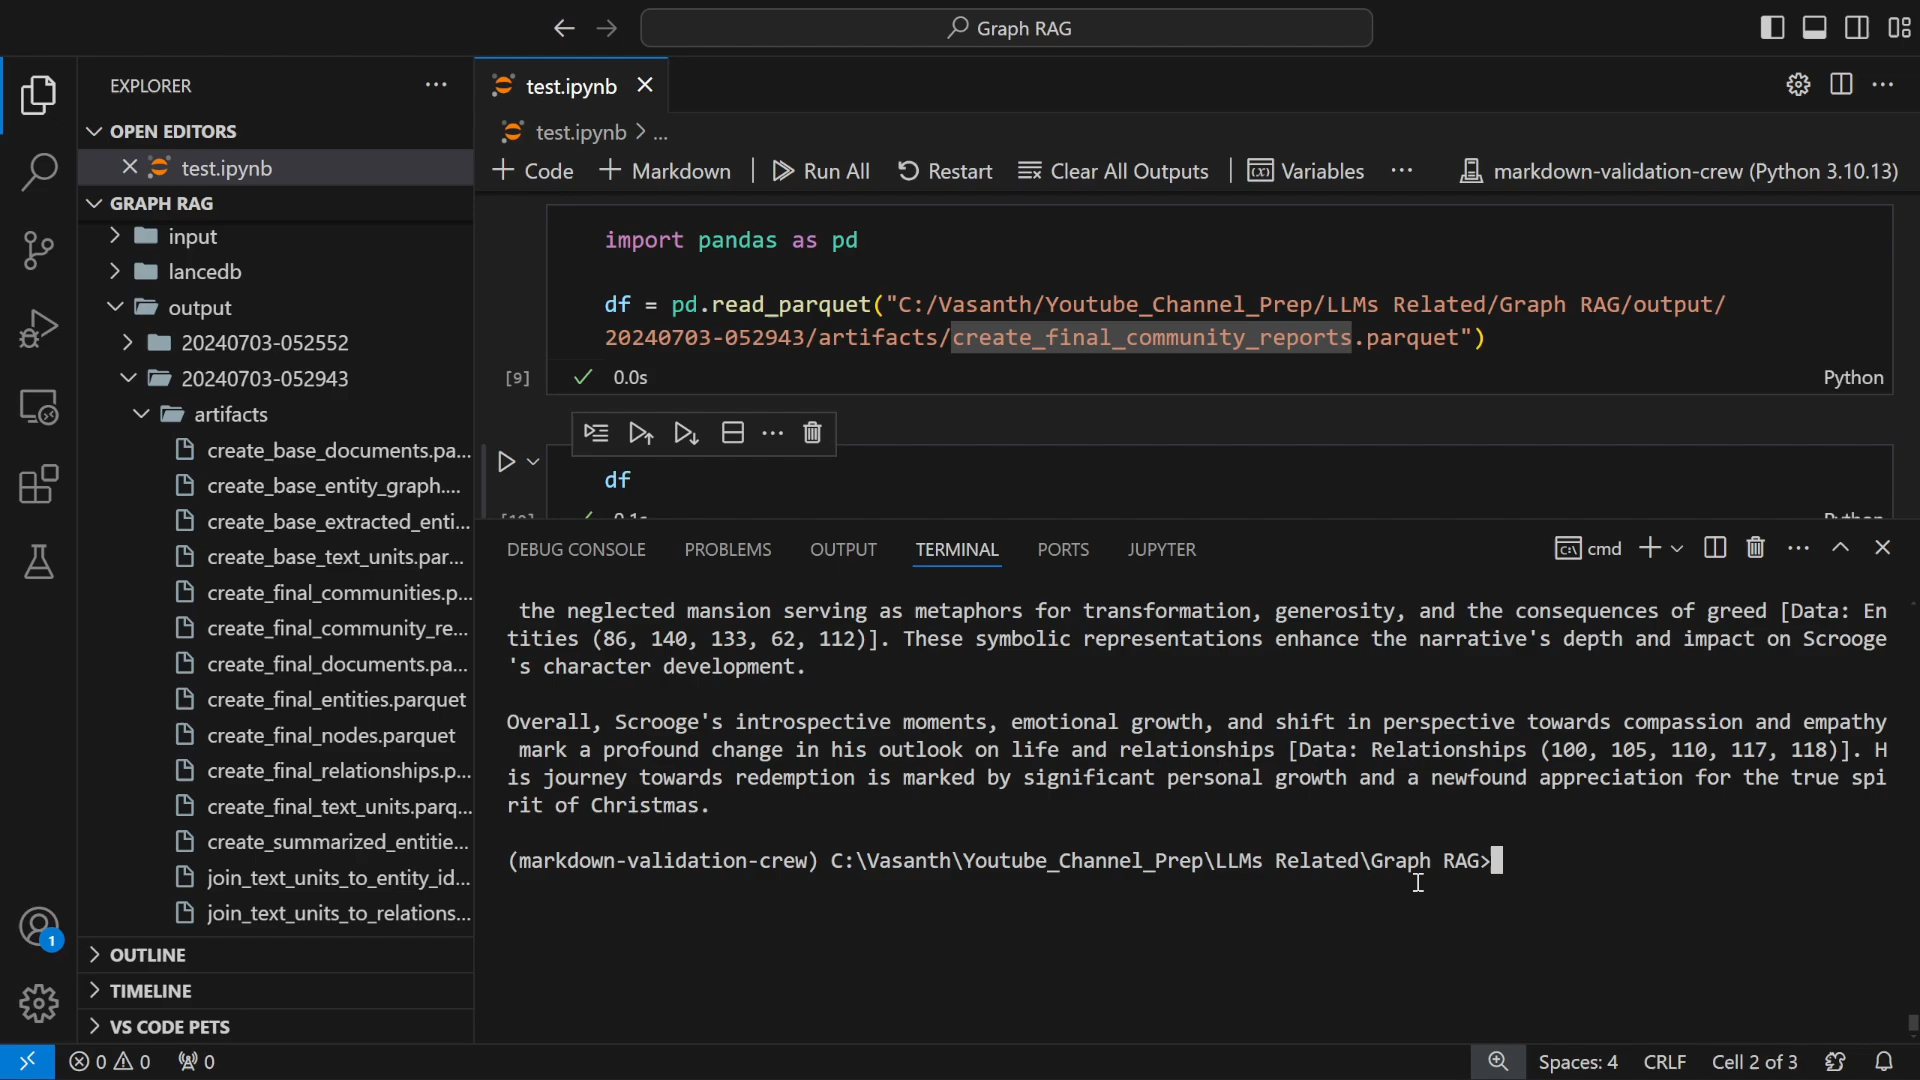 Graph RAG
EXPLORER
OPEN EDITORS
test.ipynb
GRAPH RAG
input
lancedb
output
20240703-052552
20240703-052943
artifacts
create_base_documents.pa...
create_base_entity_graph....
create_base_extracted_enti...
create_base_text_units.par...
create_final_communities.p...
create_final_community_re...
create_final_documents.pa...
create_final_entities.parquet
create_final_nodes.parquet
create_final_relationships.p...
create_final_text_units.parq...
create_summarized_entitie...
join_text_units_to_entity_id...
join_text_units_to_relations...
OUTLINE
TIMELINE
VS CODE PETS
test.ipynb
test.ipynb > ...
+ Code + Markdown Run All Restart Clear All Outputs Variables ... markdown-validation-crew (Python 3.10.13)
import pandas as pd
df = pd.read_parquet("C:/Vasanth/Youtube_Channel_Prep/LLMs Related/Graph RAG/output/
20240703-052943/artifacts/create_final_community_reports.parquet")
[9] 0.0s Python
df
DEBUG CONSOLE PROBLEMS OUTPUT TERMINAL PORTS JUPYTER cmd
the neglected mansion serving as metaphors for transformation, generosity, and the consequences of greed [Data: En
tities (86, 140, 133, 62, 112)]. These symbolic representations enhance the narrative's depth and impact on Scrooge
's character development.
Overall, Scrooge's introspective moments, emotional growth, and shift in perspective towards compassion and empathy
mark a profound change in his outlook on life and relationships [Data: Relationships (100, 105, 110, 117, 118)]. H
is journey towards redemption is marked by significant personal growth and a newfound appreciation for the true spi
rit of Christmas.
(markdown-validation-crew) C:\Vasanth\Youtube_Channel_Prep\LLMs Related\Graph RAG>
1
0 0 0 Spaces: 4 CRLF Cell 2 of 3